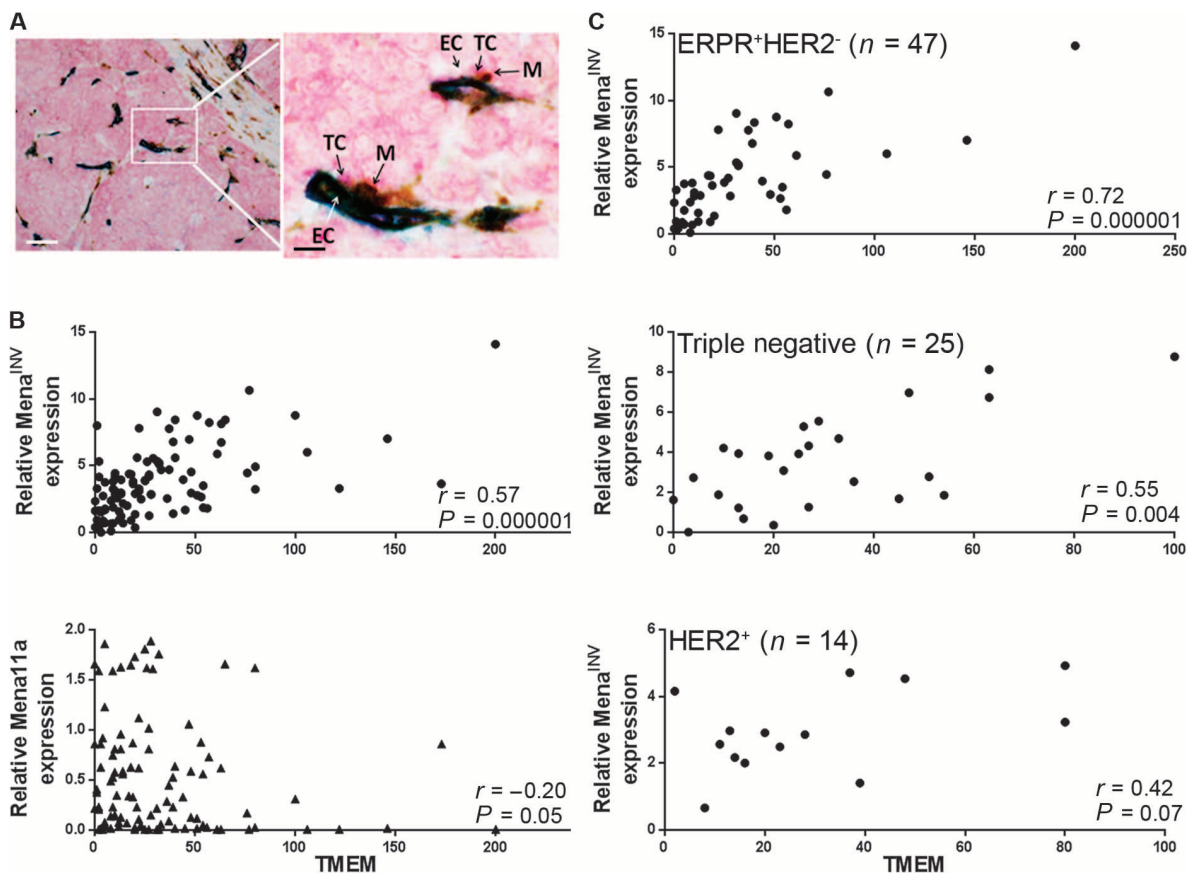 A
EC TC
M
TC
M
EC
B
Relative Mena^INV
expression
15
10
5
0
0 50 100 150 200
r = 0.57
P = 0.000001
Relative Mena11a
expression
2.0
1.5
1.0
0.5
0.0
0 50 100 150 200
r = −0.20
P = 0.05
TMEM
C
ERPR⁺HER2⁻ (n = 47)
Relative Mena^INV
expression
15
10
5
0
0 50 100 150 200 250
r = 0.72
P = 0.000001
Triple negative (n = 25)
Relative Mena^INV
expression
10
8
6
4
2
0
0 20 40 60 80 100
r = 0.55
P = 0.004
HER2⁺ (n = 14)
Relative Mena^INV
expression
6
4
2
0
0 20 40 60 80 100
r = 0.42
P = 0.07
TMEM